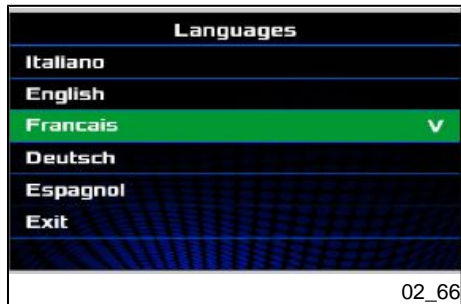 Languages
Italiano
English
Francais V
Deutsch
Espagnol
Exit
02_66